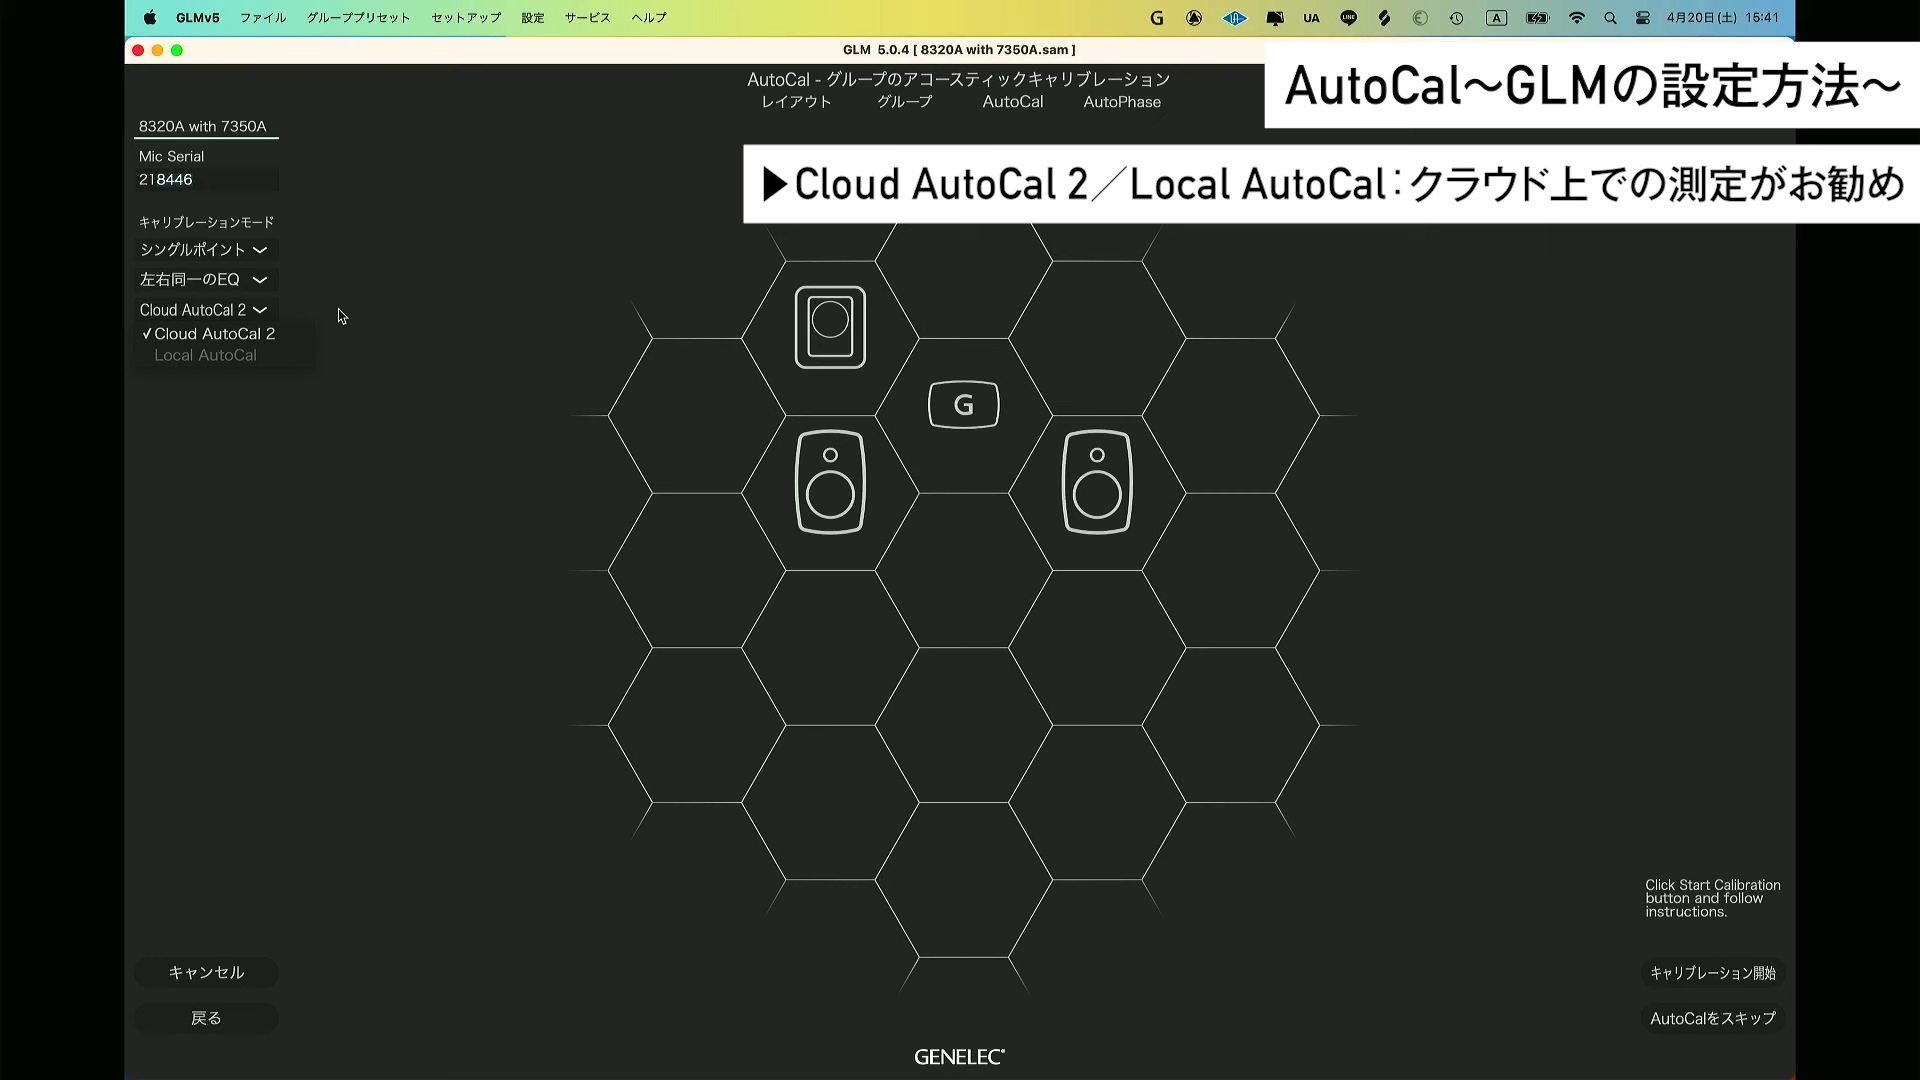 GLMv5 ファイル グループプリセット セットアップ 設定 サービス ヘルプ
G UA LINE A 4月20日(土) 15:41
GLM 5.0.4 [ 8320A with 7350A.sam ]
AutoCal～GLMの設定方法～
AutoCal - グループのアコースティックキャリブレーション
レイアウト グループ AutoCal AutoPhase
▶Cloud AutoCal 2／Local AutoCal：クラウド上での測定がお勧め
8320A with 7350A
Mic Serial
218446
キャリブレーションモード
シングルポイント
左右同一のEQ
Cloud AutoCal 2
✓Cloud AutoCal 2
Local AutoCal
G
Click Start Calibration
button and follow
instructions.
キャンセル
キャリブレーション開始
戻る
AutoCalをスキップ
GENELEC®